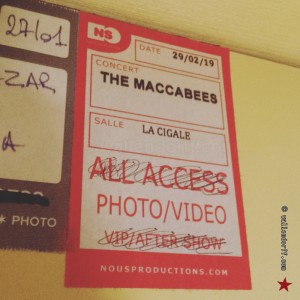 27/01
ZAR
A
PHOTO
NS
DATE
29/02/19
CONCERT
THE MACCABEES
SALLE
LA CIGALE
ALL ACCESS
PHOTO/VIDEO
VIP/AFTER SHOW
NOUSPRODUCTIONS.COM